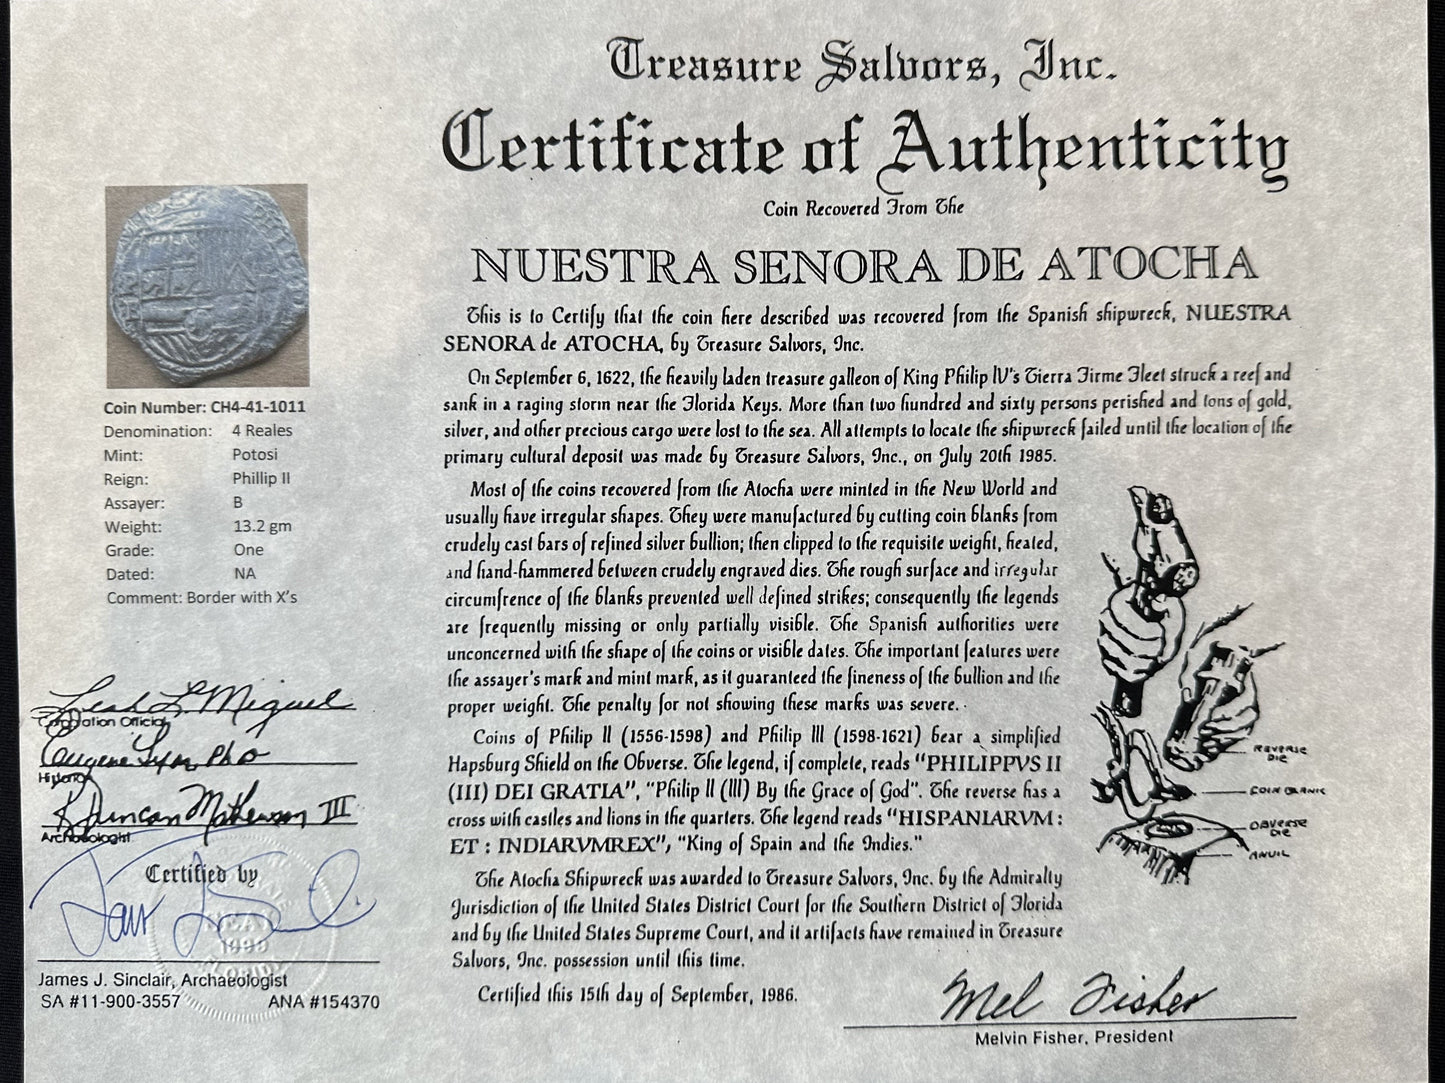 Treasure Salvors, Inc.
Certificate of Authenticity
Coin Recovered From The
NUESTRA SENORA DE ATOCHA
This is to Certify that the coin here described was recovered from the Spanish shipwreck, NUESTRA
SENORA de ATOCHA, by Treasure Salvors, Inc.
On September 6, 1622, the heavily laden treasure galleon of King Philip IV's Tierra Firme Fleet struck a reef and
sank in a raging storm near the Florida Keys. More than two hundred and sixty persons perished and tons of gold,
silver, and other precious cargo were lost to the sea. All attempts to locate the shipwreck failed until the location of the
primary cultural deposit was made by Treasure Salvors, Inc., on July 20th 1985.
Most of the coins recovered from the Atocha were minted in the New World and
usually have irregular shapes. They were manufactured by cutting coin blanks from
crudely cast bars of refined silver bullion; then clipped to the requisite weight, heated,
and hand-hammered between crudely engraved dies. The rough surface and irregular
circumfrence of the blanks prevented well defined strikes; consequently the legends
are frequently missing or only partially visible. The Spanish authorities were
unconcerned with the shape of the coins or visible dates. The important features were
the assayer's mark and mint mark, as it guaranteed the fineness of the bullion and the
proper weight. The penalty for not showing these marks was severe.
Coins of Philip II (1556-1598) and Philip III (1598-1621) bear a simplified
Hapsburg Shield on the Obverse. The legend, if complete, reads "PHILIPPVS II
(III) DEI GRATIA", "Philip II (III) By the Grace of God". The reverse has a
cross with castles and lions in the quarters. The legend reads "HISPANIARVM :
ET : INDIARVMREX", "King of Spain and the Indies."
The Atocha Shipwreck was awarded to Treasure Salvors, Inc. by the Admiralty
Jurisdiction of the United States District Court for the Southern District of Florida
and by the United States Supreme Court, and it artifacts have remained in Treasure
Salvors, Inc. possession until this time.
Certified this 15th day of September, 1986.
Mel Fisher
Melvin Fisher, President
REVERSE
DIE
COIN BLANK
OBVERSE
DIE
ANVIL
Coin Number: CH4-41-1011
Denomination: 4 Reales
Mint: Potosi
Reign: Phillip II
Assayer: B
Weight: 13.2 gm
Grade: One
Dated: NA
Comment: Border with X's
Leah L Miguel
Corporation Official
Eugene Lyon PhD
Historian
R Duncan Mathewson III
Archaeologist
Certified by
SEAL
1990
FLORIDA
James J. Sinclair, Archaeologist
SA #11-900-3557 ANA #154370